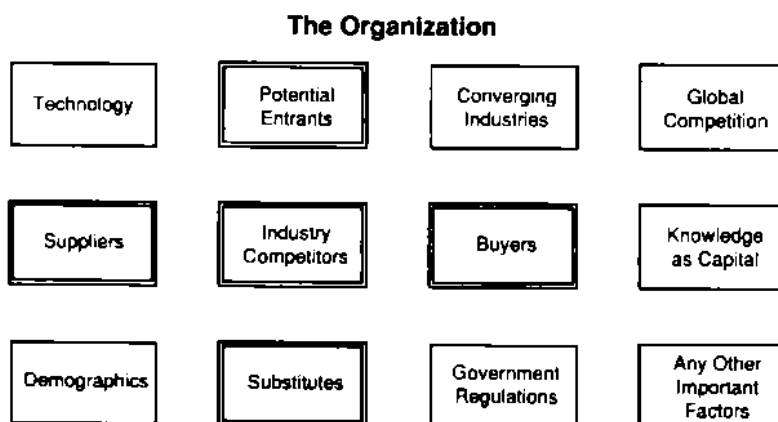 The Organization
Technology
Potential
Entrants
Converging
Industries
Global
Competition
Suppliers
Industry
Competitors
Buyers
Knowledge
as Capital
Demographics
Substitutes
Government
Regulations
Any Other
Important
Factors